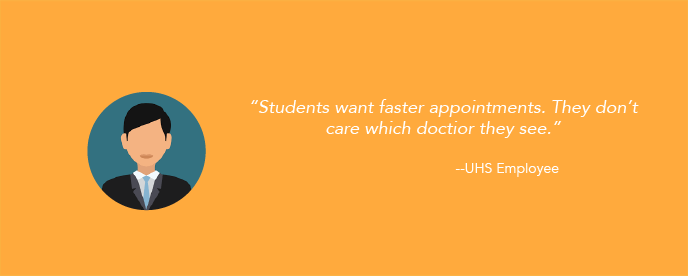 “Students want faster appointments. They don’t
care which doctior they see.”
--UHS Employee